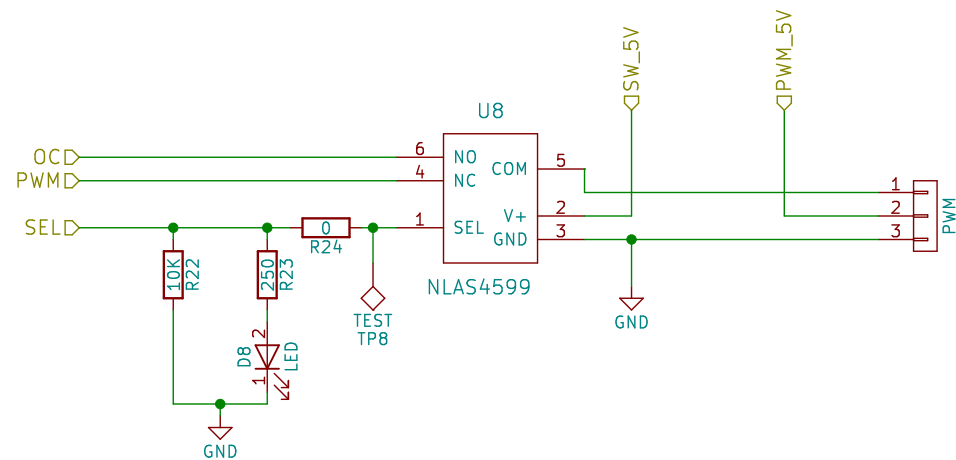 SW_5V
PWM_5V
U8
OC
6
NO
COM
5
PWM
4
NC
1
SEL
0
R24
1
SEL
V+
2
2
GND
3
3
PWM
10K
R22
250
R23
NLAS4599
TEST
TP8
GND
2
D8
LED
1
GND